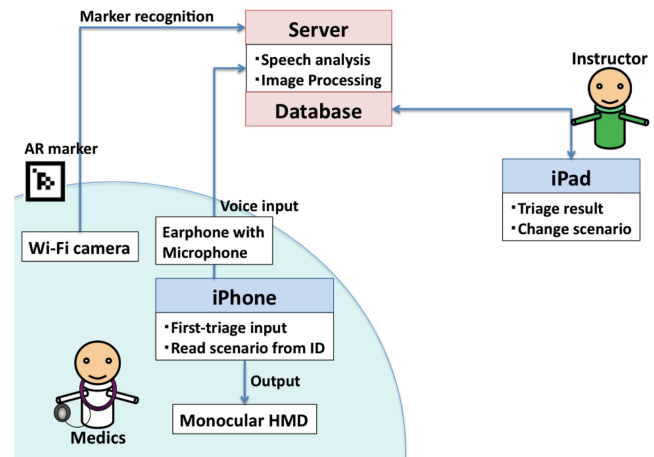 Marker recognition
Server
・Speech analysis
・Image Processing
Database
Instructor
AR marker
iPad
・Triage result
・Change scenario
Voice input
Earphone with
Microphone
Wi-Fi camera
iPhone
・First-triage input
・Read scenario from ID
Output
Monocular HMD
Medics